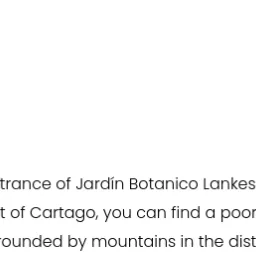 trance of Jardín Botanico Lankes
t of Cartago, you can find a poor
rounded by mountains in the dist